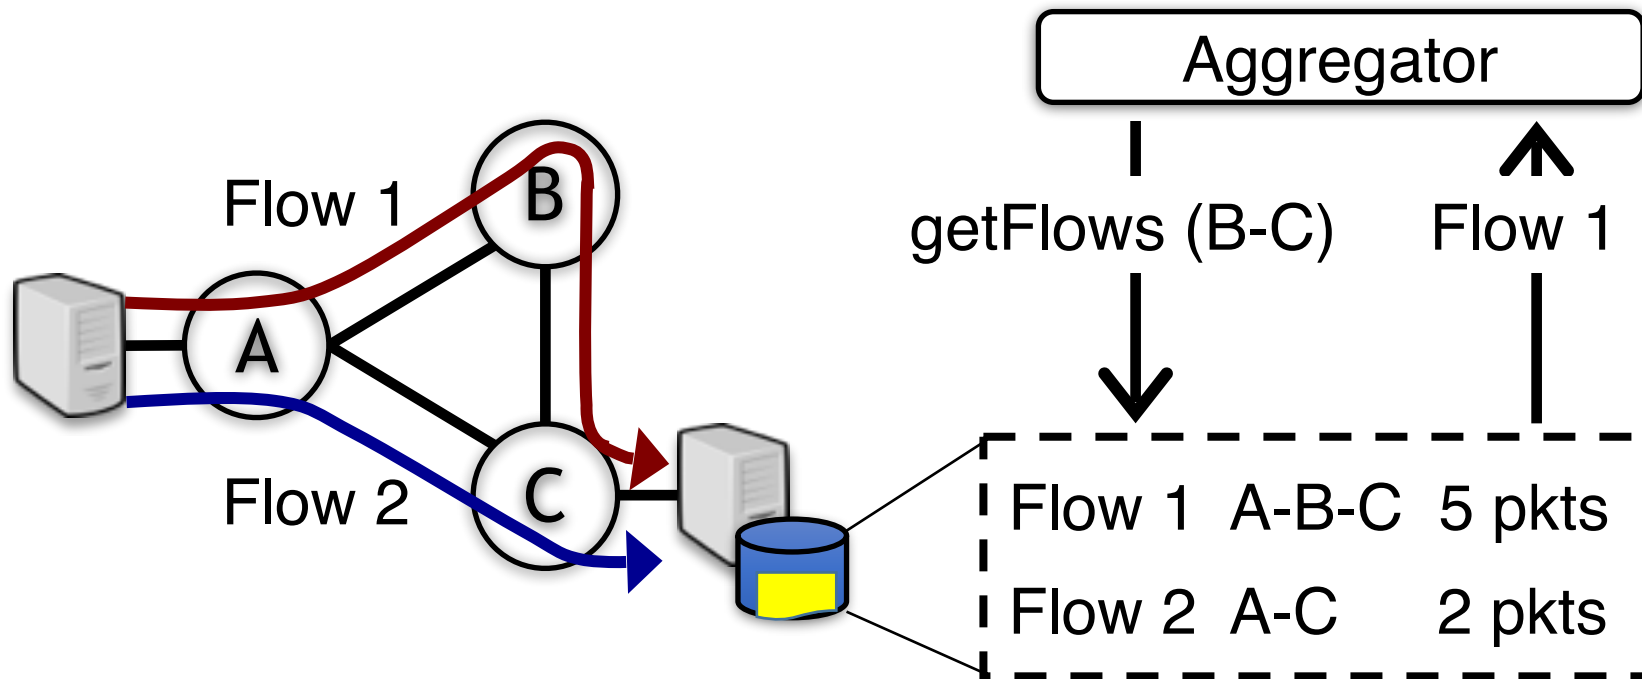 Aggregator
Flow 1
B
getFlows (B-C)
Flow 1
A
Flow 2
C
Flow 1 A-B-C 5 pkts
Flow 2 A-C 2 pkts